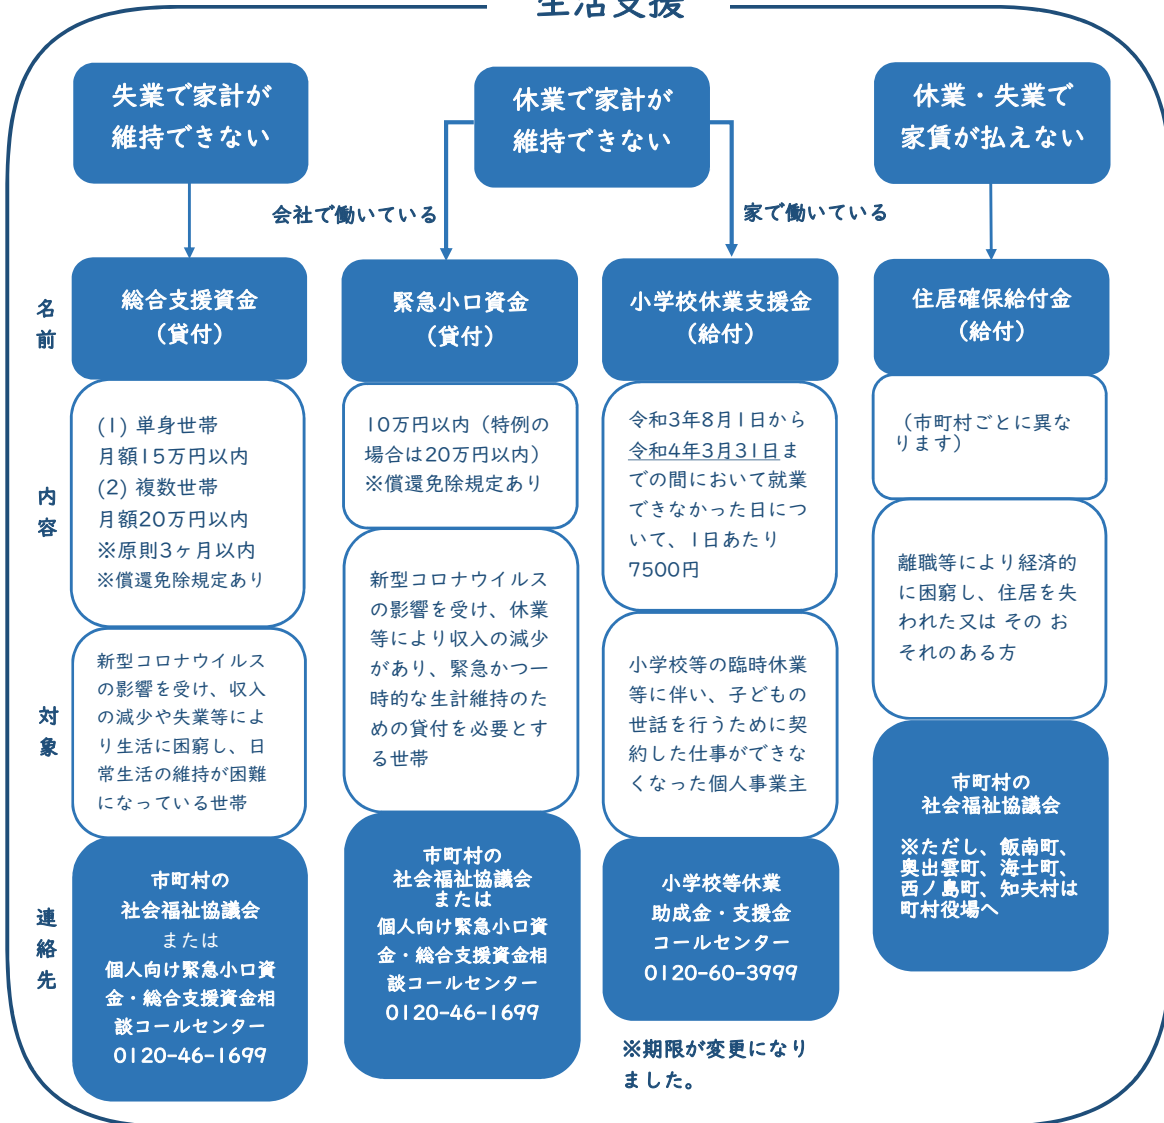 生活支援
失業で家計が
維持できない
休業で家計が
維持できない
休業・失業で
家賃が払えない
会社で働いている
家で働いている
名
前
総合支援資金
（貸付）
緊急小口資金
（貸付）
小学校休業支援金
（給付）
住居確保給付金
（給付）
内
容
(1) 単身世帯
月額15万円以内
(2) 複数世帯
月額20万円以内
※原則3ヶ月以内
※償還免除規定あり
10万円以内（特例の
場合は20万円以内）
※償還免除規定あり
令和3年8月1日から
令和4年3月31日ま
での間において就業
できなかった日につ
いて、1日あたり
7500円
（市町村ごとに異な
ります）
対
象
新型コロナウイルス
の影響を受け、収入
の減少や失業等によ
り生活に困窮し、日
常生活の維持が困難
になっている世帯
新型コロナウイルス
の影響を受け、休業
等により収入の減少
があり、緊急かつ一
時的な生計維持のた
めの貸付を必要とす
る世帯
小学校等の臨時休業
等に伴い、子どもの
世話を行うために契
約した仕事ができな
くなった個人事業主
離職等により経済的
に困窮し、住居を失
われた又は その お
それのある方
連
絡
先
市町村の
社会福祉協議会
または
個人向け緊急小口資
金・総合支援資金相
談コールセンター
0120-46-1699
市町村の
社会福祉協議会
または
個人向け緊急小口資
金・総合支援資金相
談コールセンター
0120-46-1699
小学校等休業
助成金・支援金
コールセンター
0120-60-3999
市町村の
社会福祉協議会
※ただし、飯南町、
奥出雲町、海士町、
西ノ島町、知夫村は
町村役場へ
※期限が変更になり
ました。